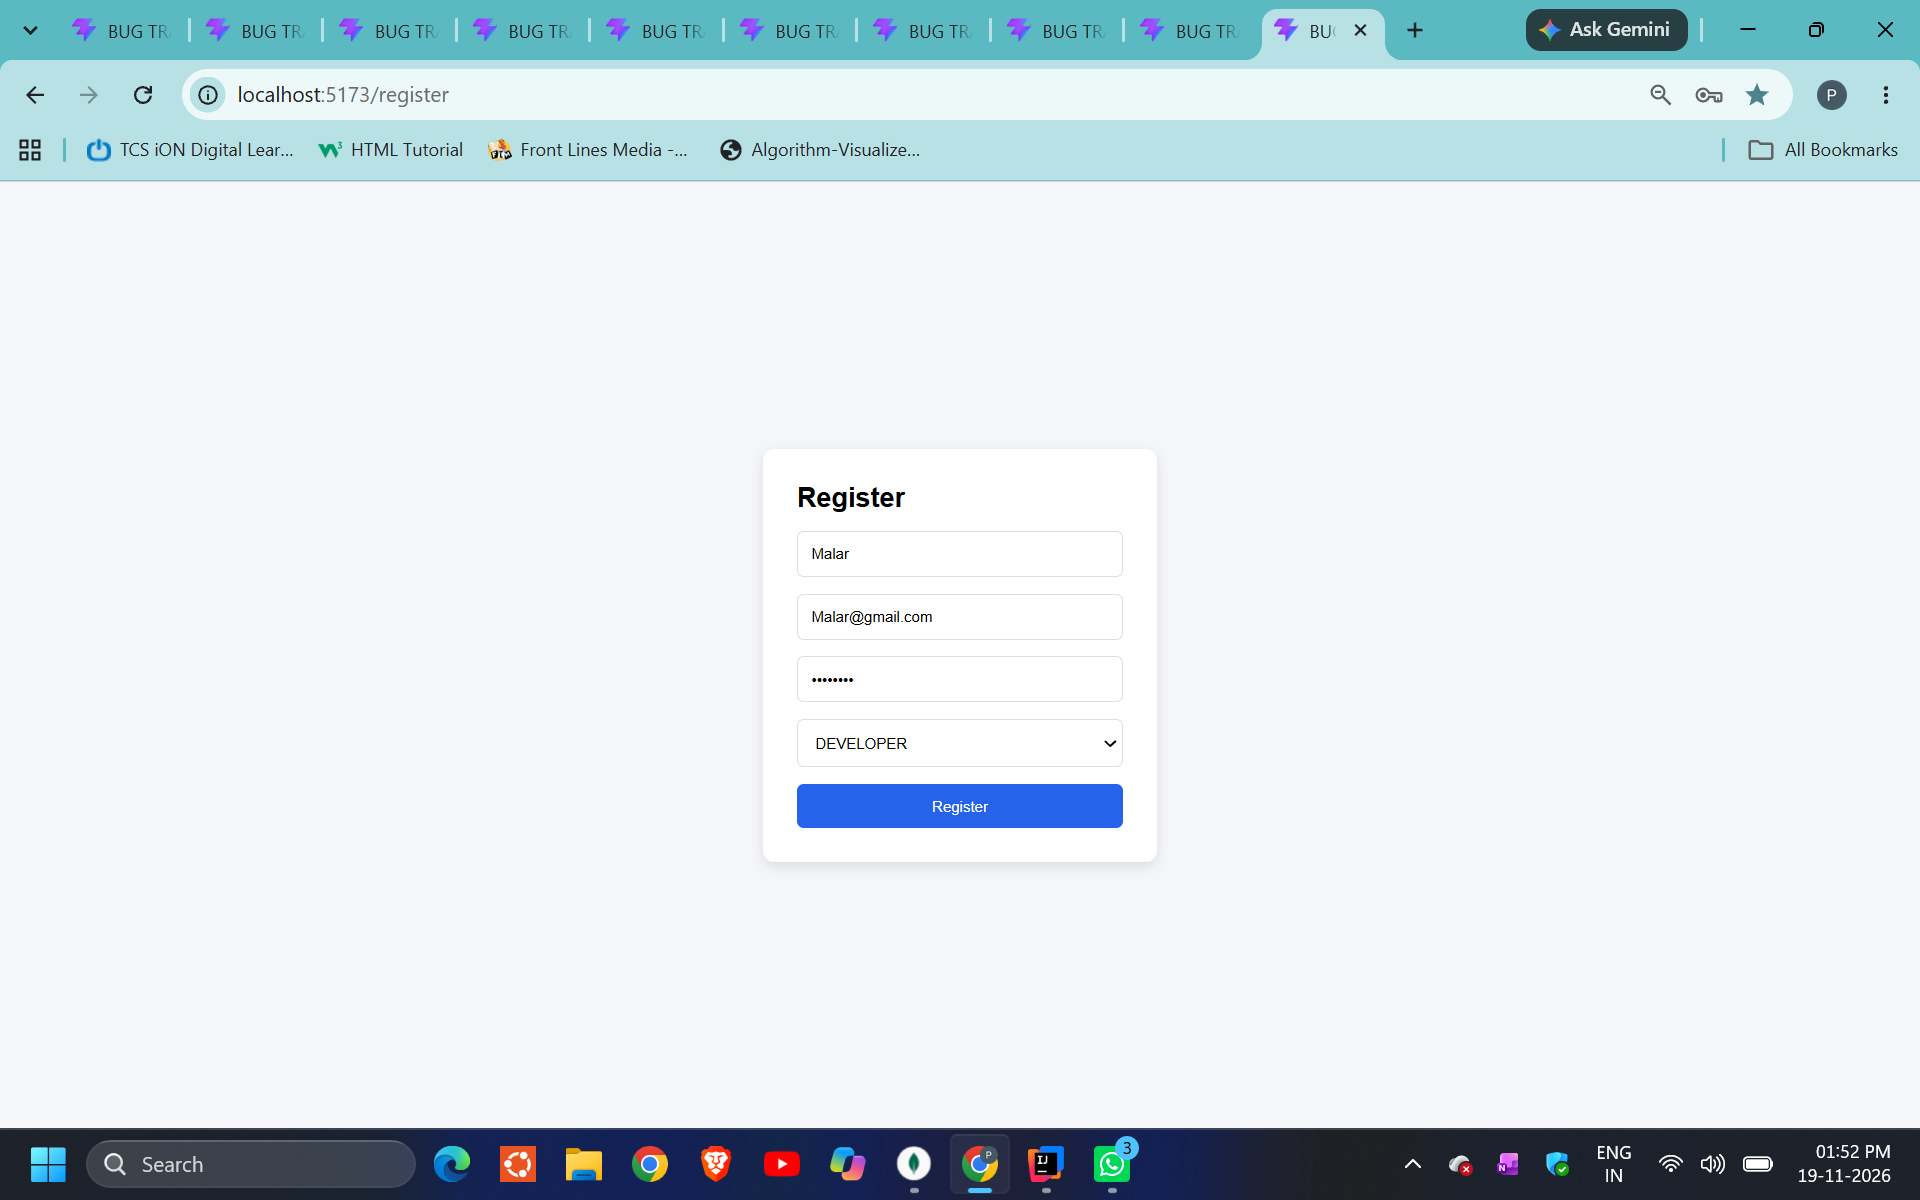 BUG TR
BUG TR
BUG TR
BUG TR
BUG TR
BUG TR
BUG TR
BUG TR
BUG TR
BU
Ask Gemini
localhost:5173/register
P
TCS iON Digital Lear...
HTML Tutorial
Front Lines Media -...
Algorithm-Visualize...
All Bookmarks
Register
Malar
Malar@gmail.com
••••••••
DEVELOPER
Register
Search
3
ENG
IN
01:52 PM
19-11-2026